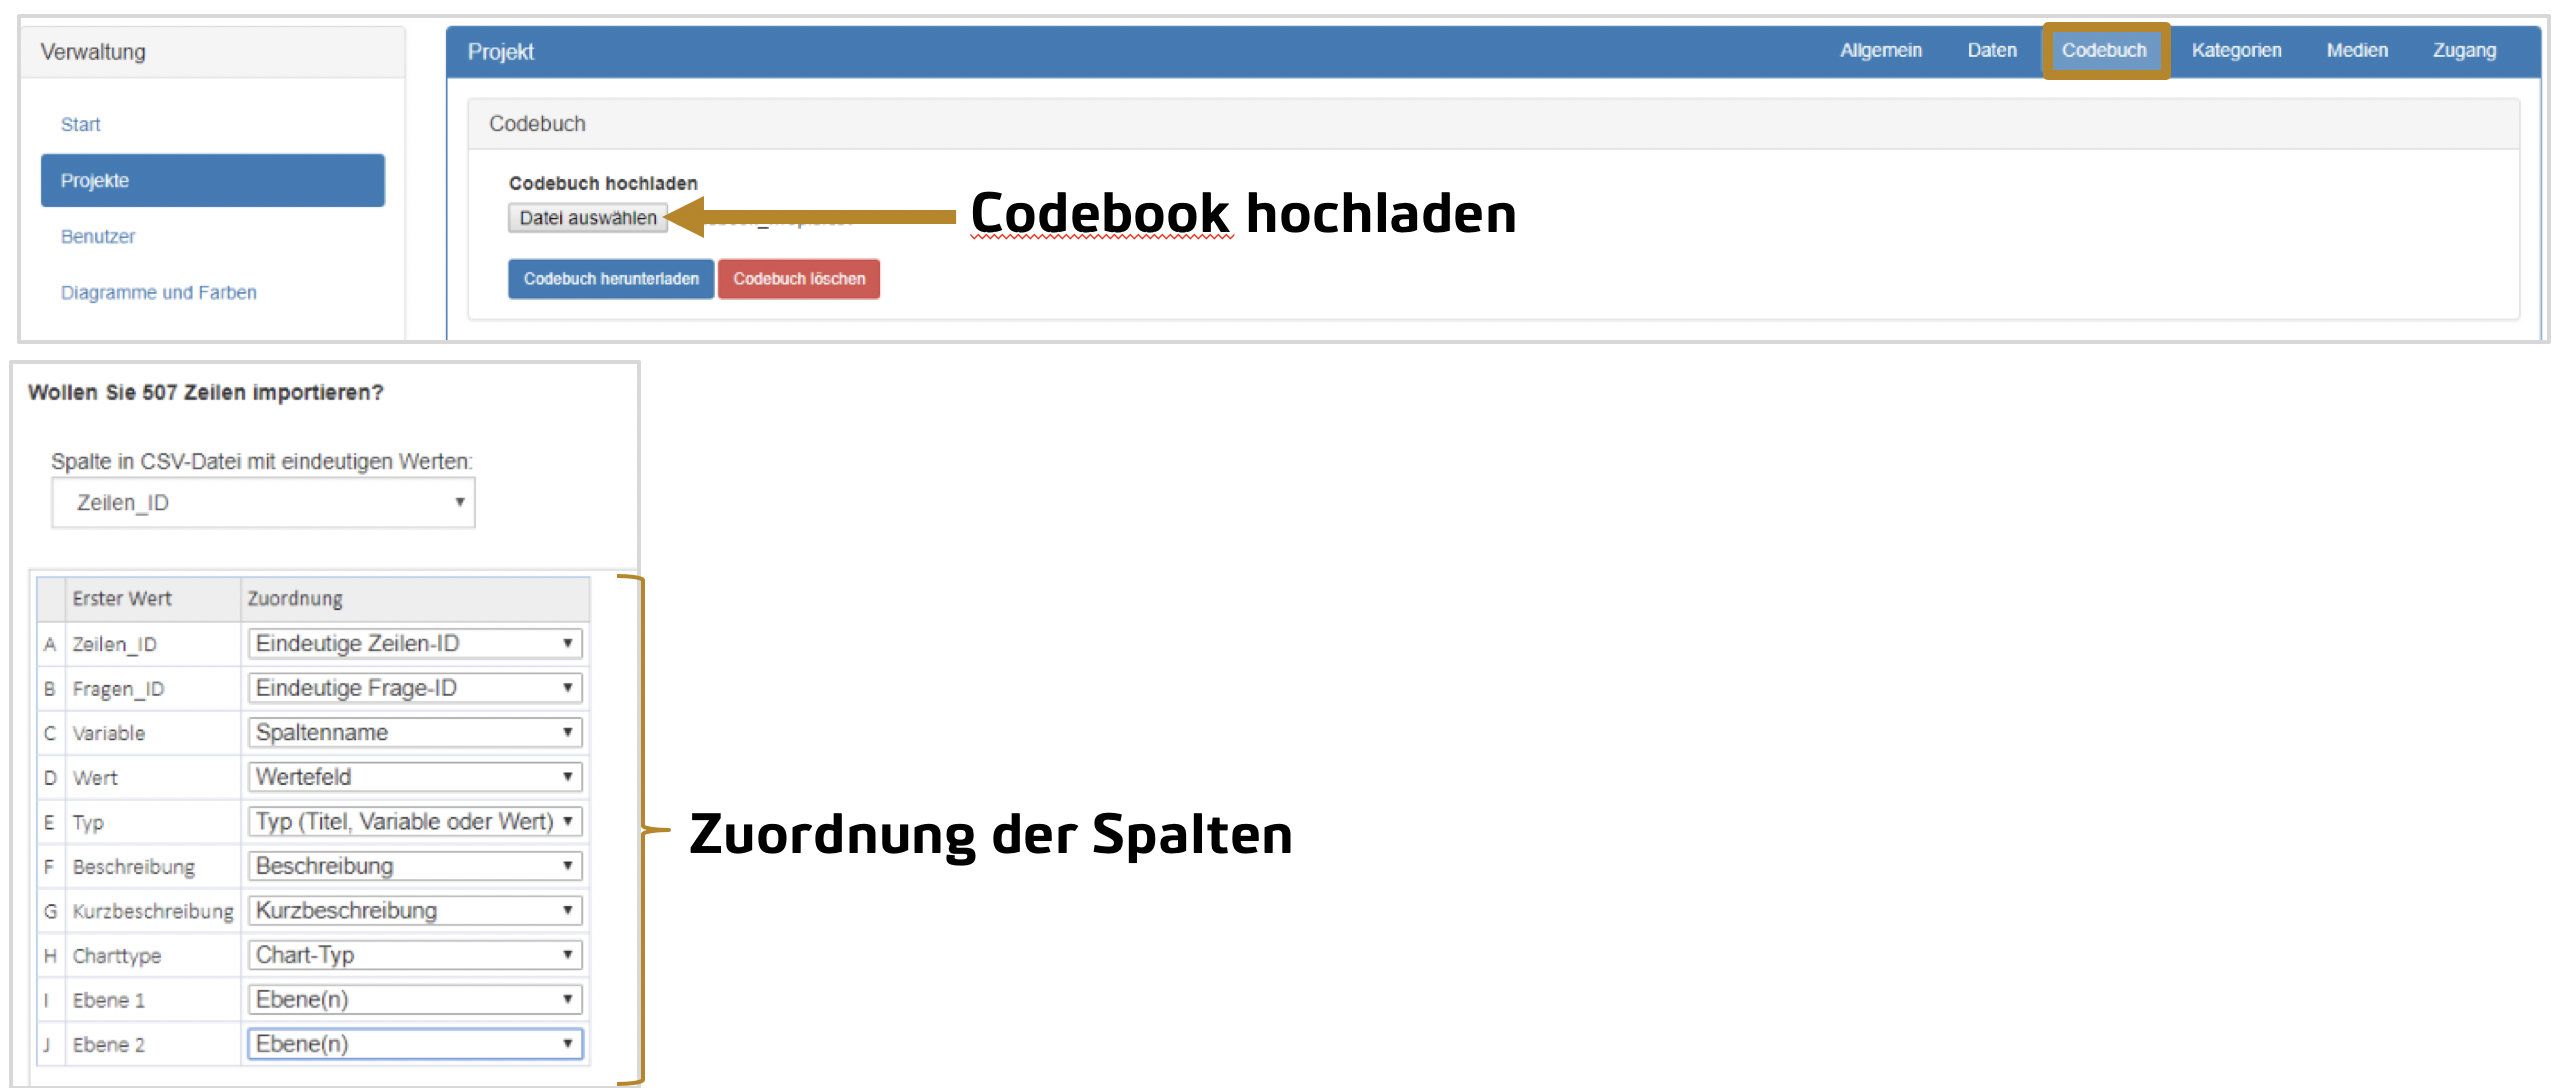 Verwaltung
Projekt
Allgemein Daten Codebuch Kategorien Medien Zugang
Start
Projekte
Benutzer
Diagramme und Farben
Codebuch
Codebuch hochladen
Datei auswählen
Codebook hochladen
Codebuch herunterladen Codebuch löschen
Wollen Sie 507 Zeilen importieren?
Spalte in CSV-Datei mit eindeutigen Werten:
Zeilen_ID
Erster Wert Zuordnung
A Zeilen_ID Eindeutige Zeilen-ID
B Fragen_ID Eindeutige Frage-ID
C Variable Spaltenname
D Wert Wertefeld
E Typ Typ (Titel, Variable oder Wert)
F Beschreibung Beschreibung
G Kurzbeschreibung Kurzbeschreibung
H Charttype Chart-Typ
I Ebene 1 Ebene(n)
J Ebene 2 Ebene(n)
Zuordnung der Spalten